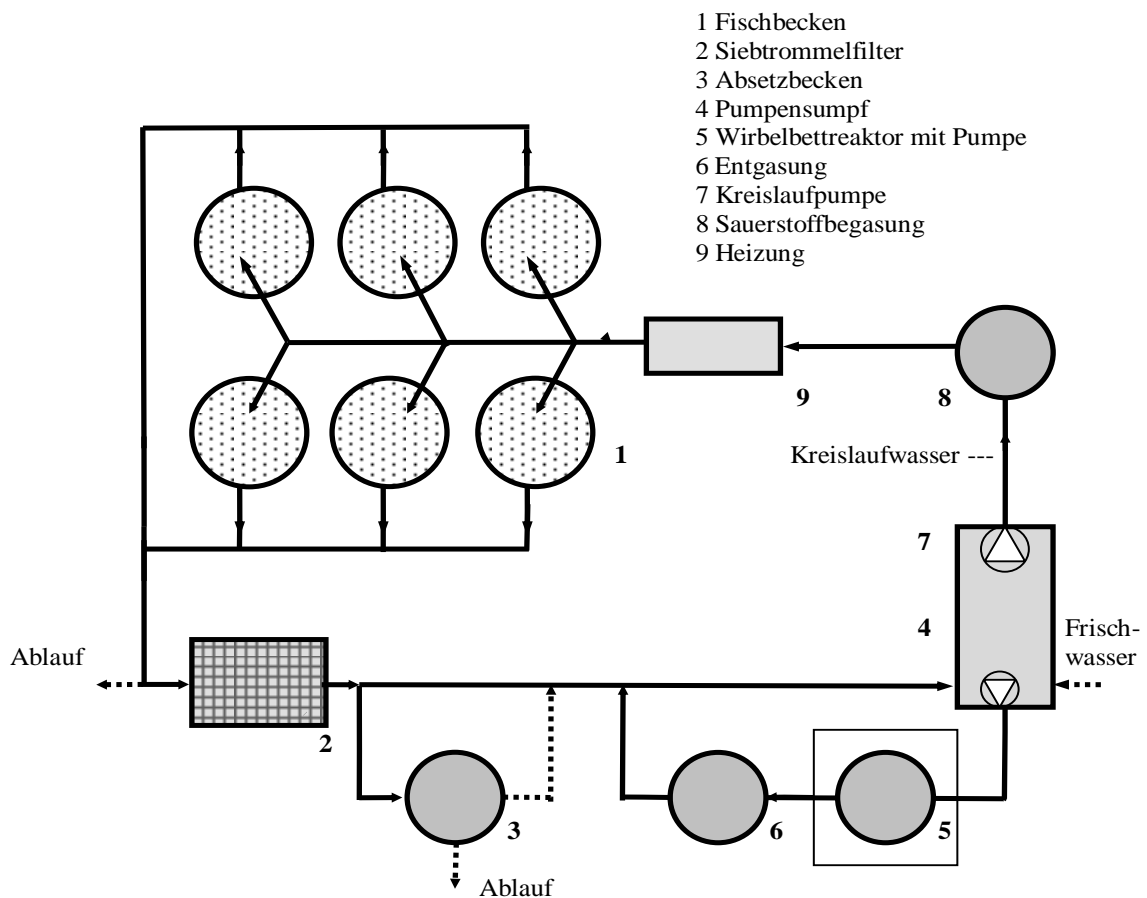 1 Fischbecken
2 Siebtrommelfilter
3 Absetzbecken
4 Pumpensumpf
5 Wirbelbettreaktor mit Pumpe
6 Entgasung
7 Kreislaufpumpe
8 Sauerstoffbegasung
9 Heizung
9
8
1
Kreislaufwasser ---
7
4
Frisch-
wasser
Ablauf
2
3
6
5
Ablauf